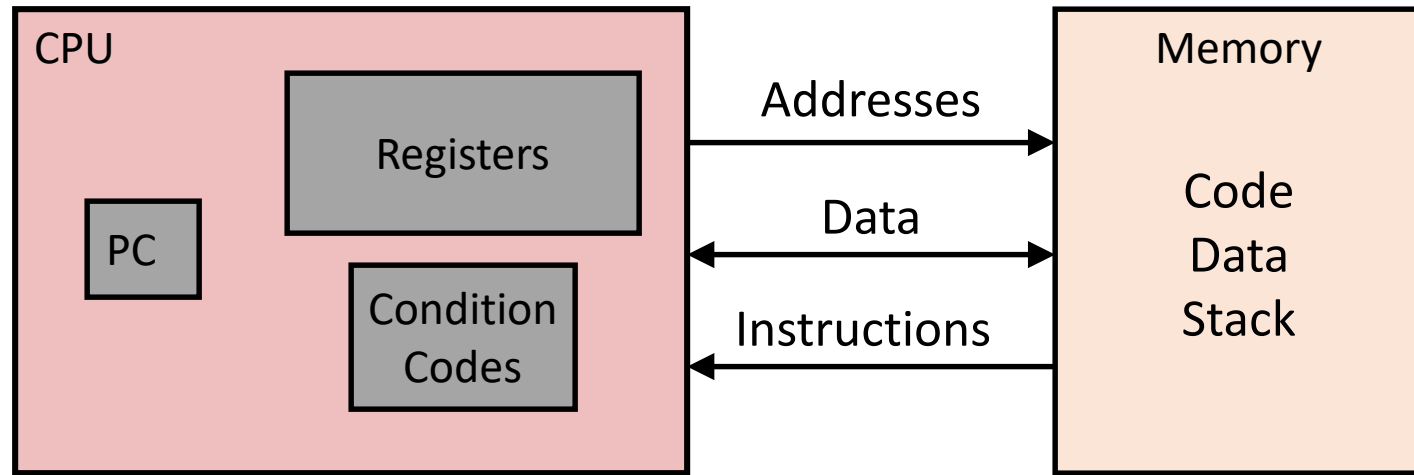 CPU
Registers
PC
Condition
Codes
Addresses
Data
Instructions
Memory
Code
Data
Stack